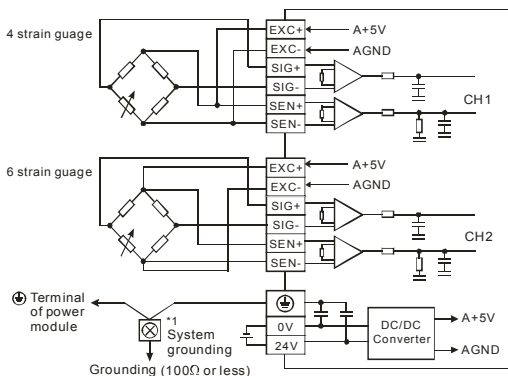 4 strain guage
EXC+
A+5V
EXC-
AGND
SIG+
SIG-
SEN+
CH1
SEN-
6 strain guage
EXC+
A+5V
EXC-
AGND
SIG+
SIG-
SEN+
CH2
SEN-
Terminal
of power
module
*1
System
grounding
Grounding (100Ω or less)
0V
24V
DC/DC
Converter
A+5V
AGND